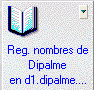 Reg. nombres de
Dipalme
en d1.dipalme....